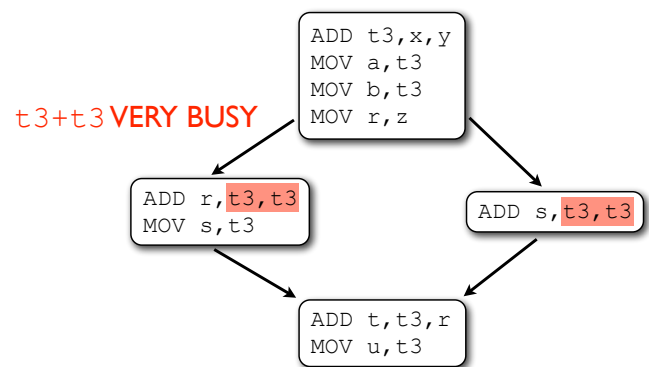 ADD t3,x,y
MOV a,t3
MOV b,t3
MOV r,z
t3+t3 VERY BUSY
ADD r,t3,t3
MOV s,t3
ADD s,t3,t3
ADD t,t3,r
MOV u,t3